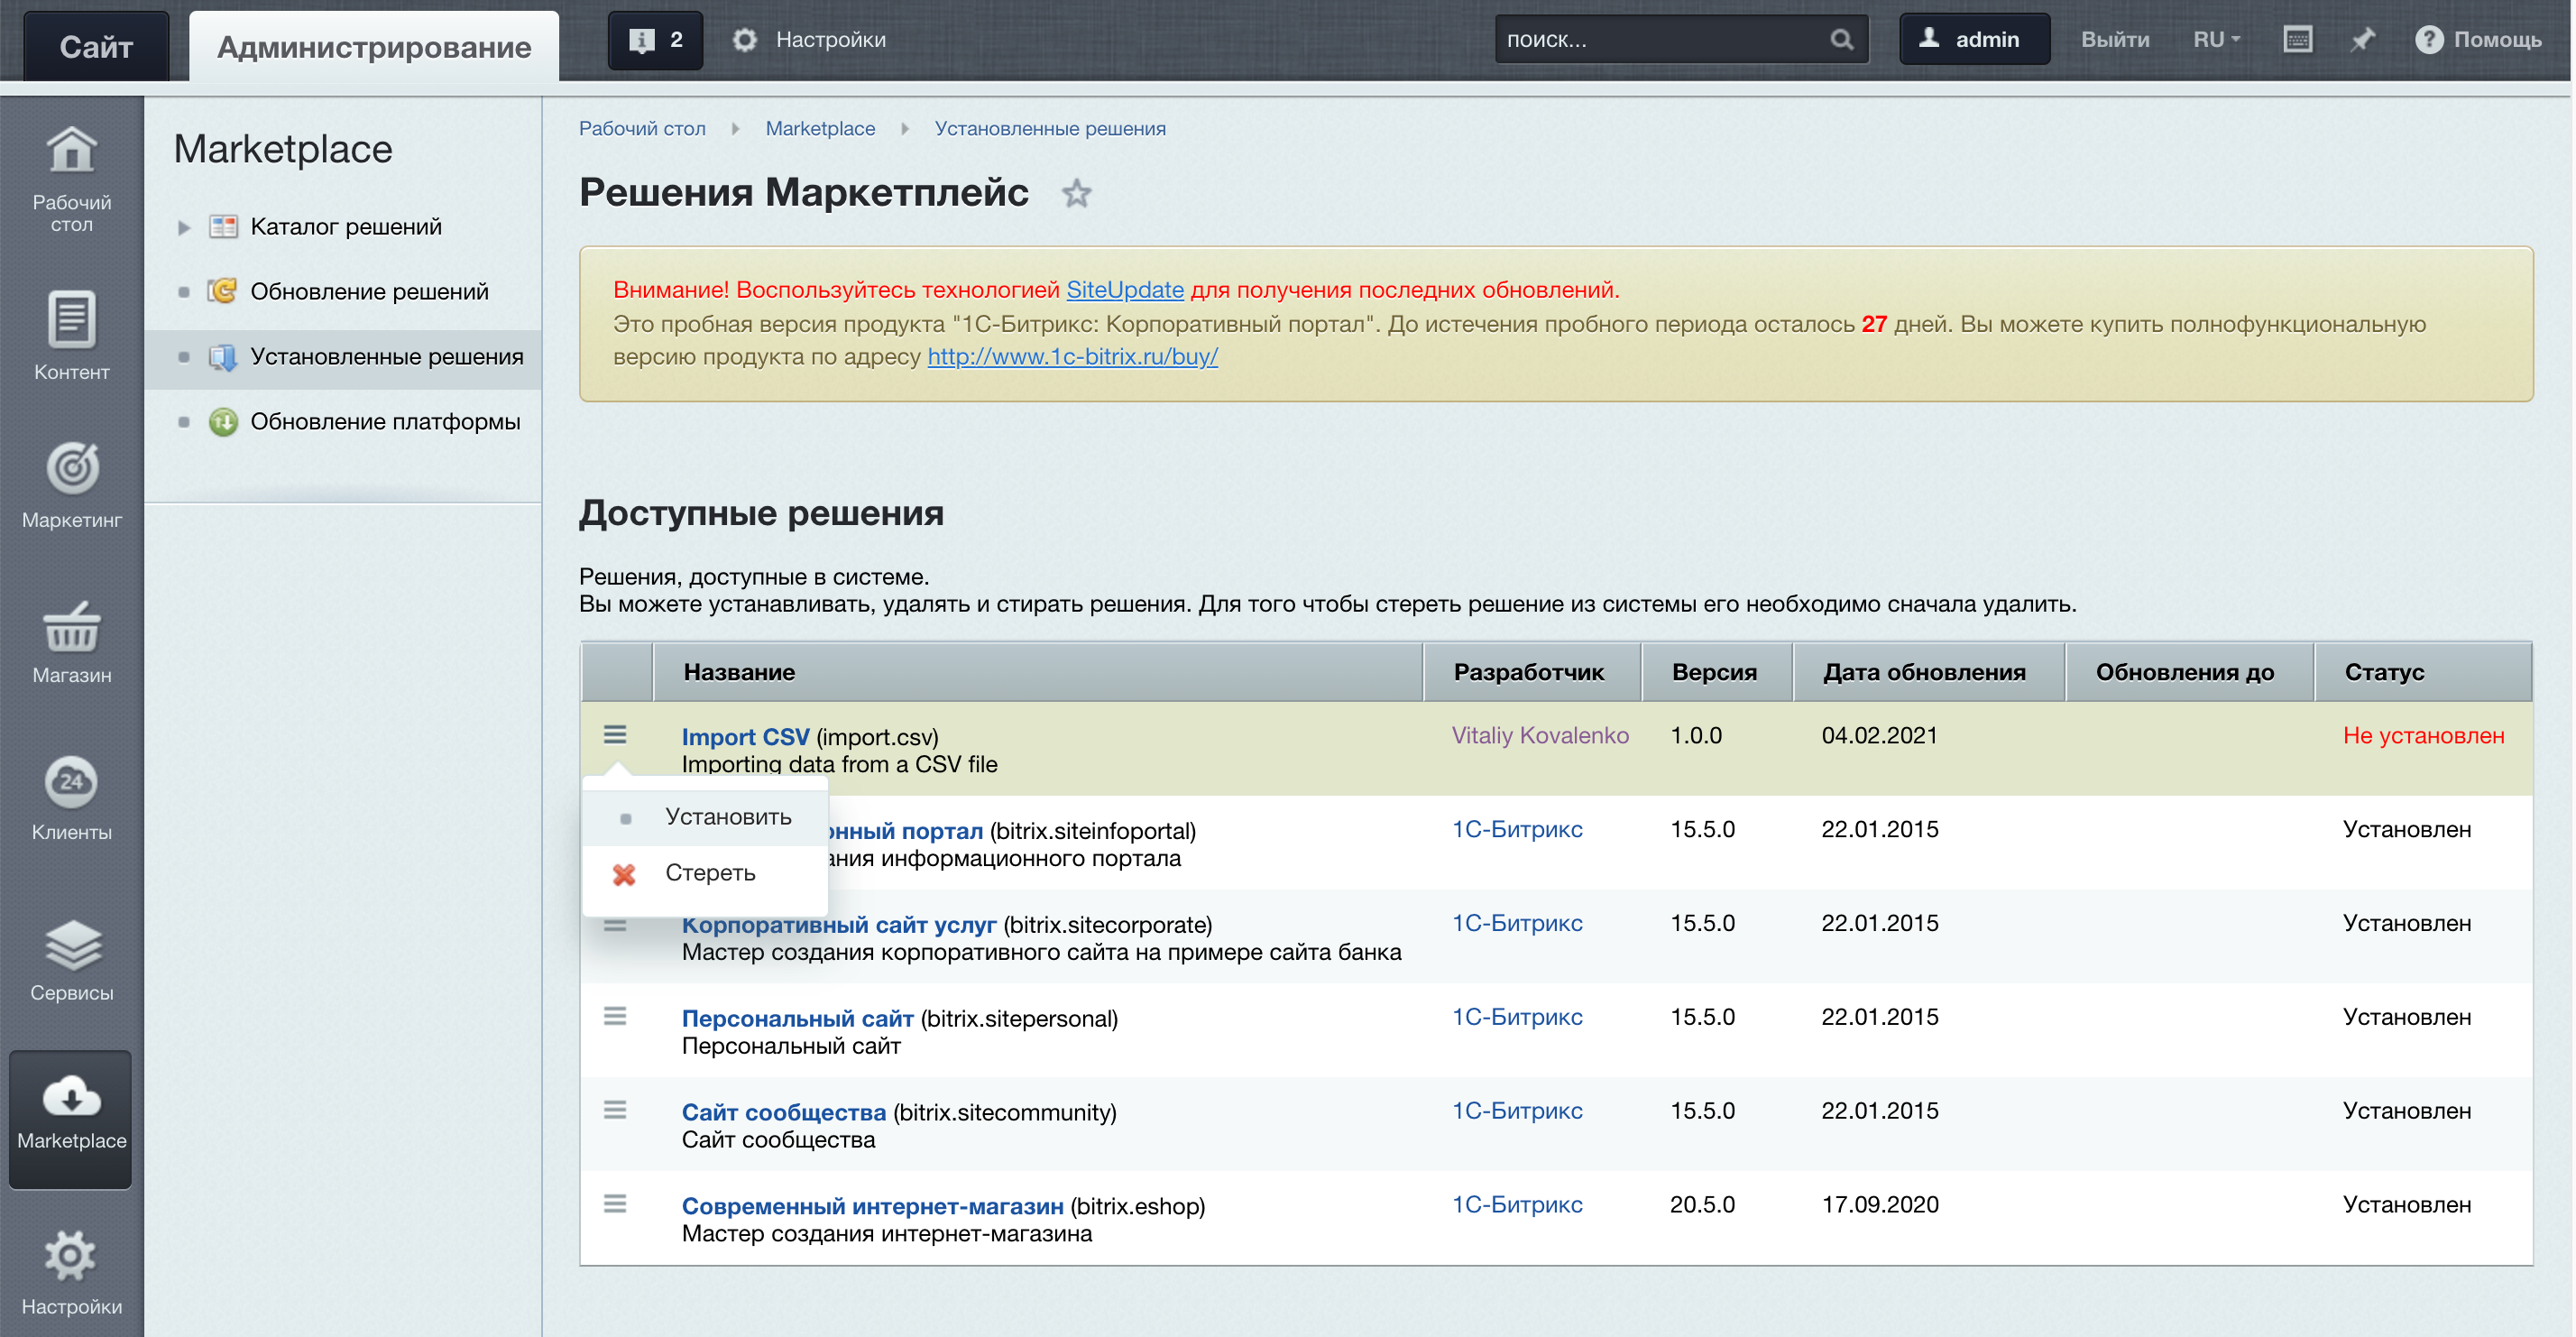 Сайт
Администрирование
2
Настройки
поиск...
admin
Выйти
RU
Помощь
Рабочий
стол
Контент
Маркетинг
Магазин
24
Клиенты
Сервисы
Marketplace
Настройки
Marketplace
Каталог решений
Обновление решений
Установленные решения
Обновление платформы
Рабочий стол
Marketplace
Установленные решения
Решения Маркетплейс
Внимание! Воспользуйтесь технологией SiteUpdate для получения последних обновлений.
Это пробная версия продукта "1С-Битрикс: Корпоративный портал". До истечения пробного периода осталось 27 дней. Вы можете купить полнофункциональную
версию продукта по адресу http://www.1c-bitrix.ru/buy/
Доступные решения
Решения, доступные в системе.
Вы можете устанавливать, удалять и стирать решения. Для того чтобы стереть решение из системы его необходимо сначала удалить.
Название Разработчик Версия Дата обновления Обновления до Статус
Import CSV (import.csv) Vitaliy Kovalenko 1.0.0 04.02.2021 Не установлен
Importing data from a CSV file
Установить
Стереть
портал (bitrix.siteinfoportal) 1С-Битрикс 15.5.0 22.01.2015 Установлен
информационного портала
Корпоративный сайт услуг (bitrix.sitecorporate) 1С-Битрикс 15.5.0 22.01.2015 Установлен
Мастер создания корпоративного сайта на примере сайта банка
Персональный сайт (bitrix.sitepersonal) 1С-Битрикс 15.5.0 22.01.2015 Установлен
Персональный сайт
Сайт сообщества (bitrix.sitecommunity) 1С-Битрикс 15.5.0 22.01.2015 Установлен
Сайт сообщества
Современный интернет-магазин (bitrix.eshop) 1С-Битрикс 20.5.0 17.09.2020 Установлен
Мастер создания интернет-магазина